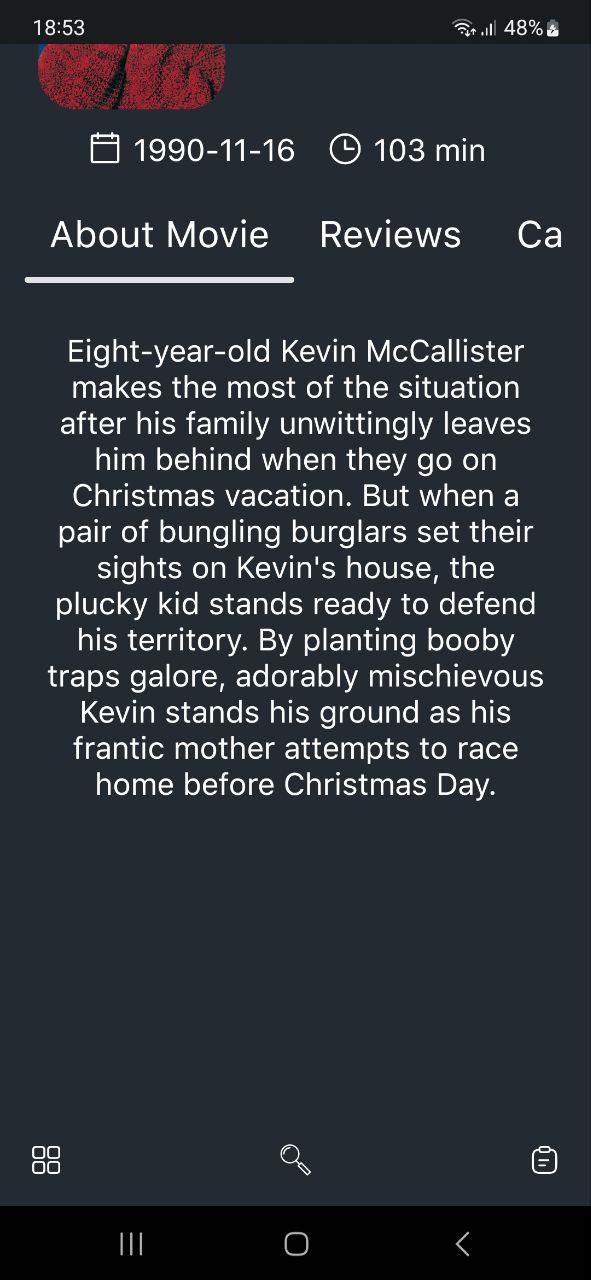 18:53
48%
1990-11-16
103 min
About Movie Reviews Ca
Eight-year-old Kevin McCallister
makes the most of the situation
after his family unwittingly leaves
him behind when they go on
Christmas vacation. But when a
pair of bungling burglars set their
sights on Kevin's house, the
plucky kid stands ready to defend
his territory. By planting booby
traps galore, adorably mischievous
Kevin stands his ground as his
frantic mother attempts to race
home before Christmas Day.